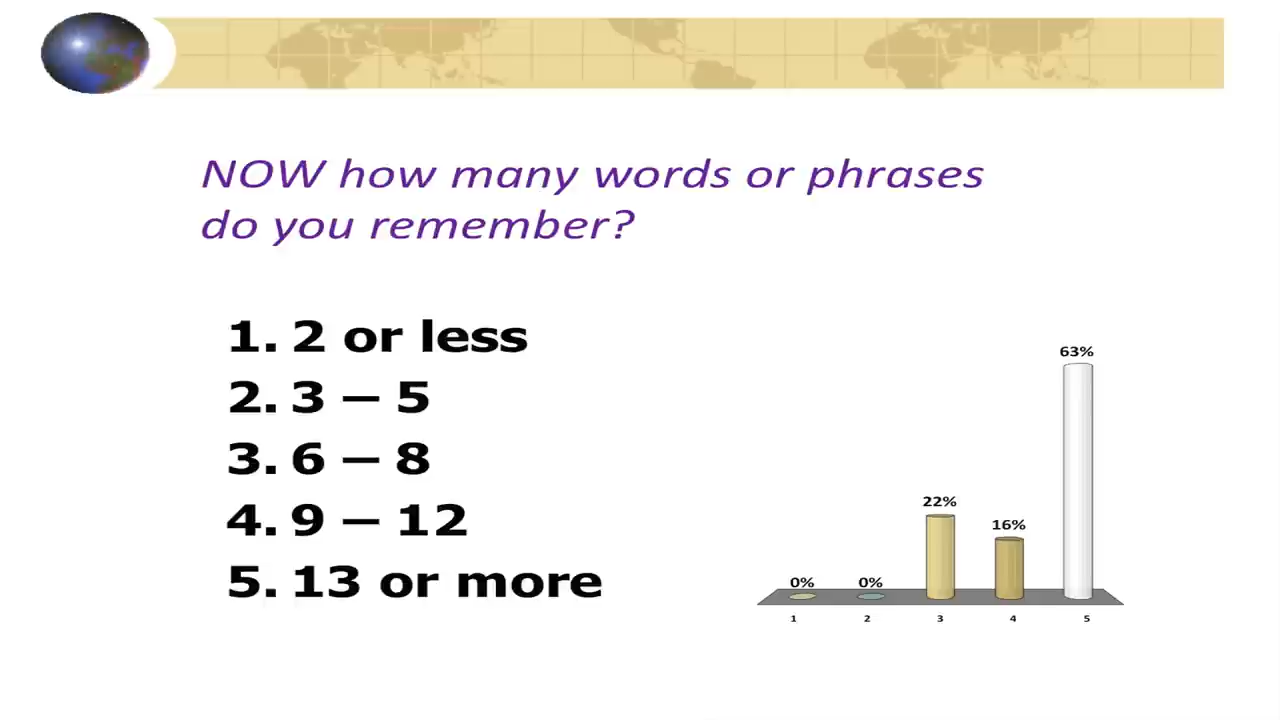 NOW how many words or phrases
do you remember?
1. 2 or less
2. 3 – 5
3. 6 – 8
4. 9 – 12
5. 13 or more
63%
22%
16%
0% 0%
1 2 3 4 5